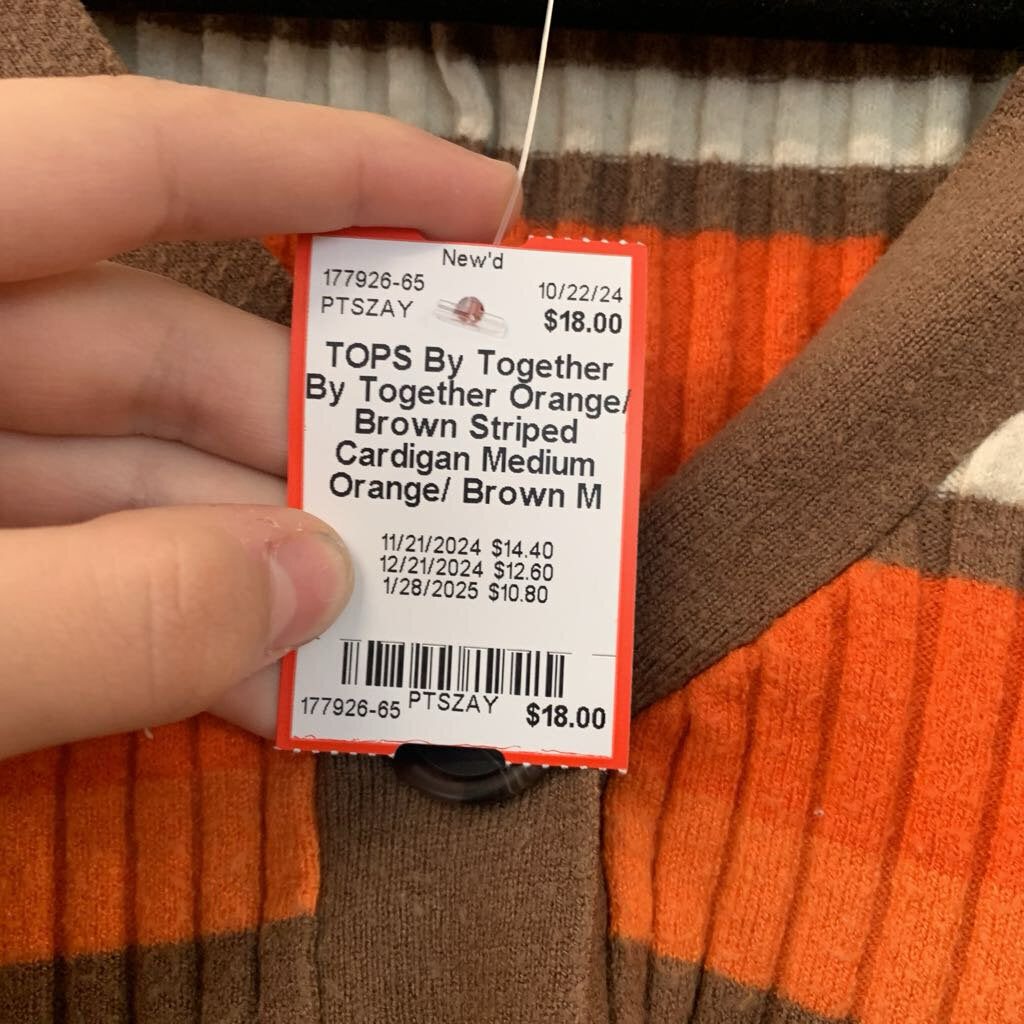 New'd
177926-65 10/22/24
PTSZAY $18.00
TOPS By Together
By Together Orange/
Brown Striped
Cardigan Medium
Orange/ Brown M
11/21/2024 $14.40
12/21/2024 $12.60
1/28/2025 $10.80
177926-65 PTSZAY $18.00